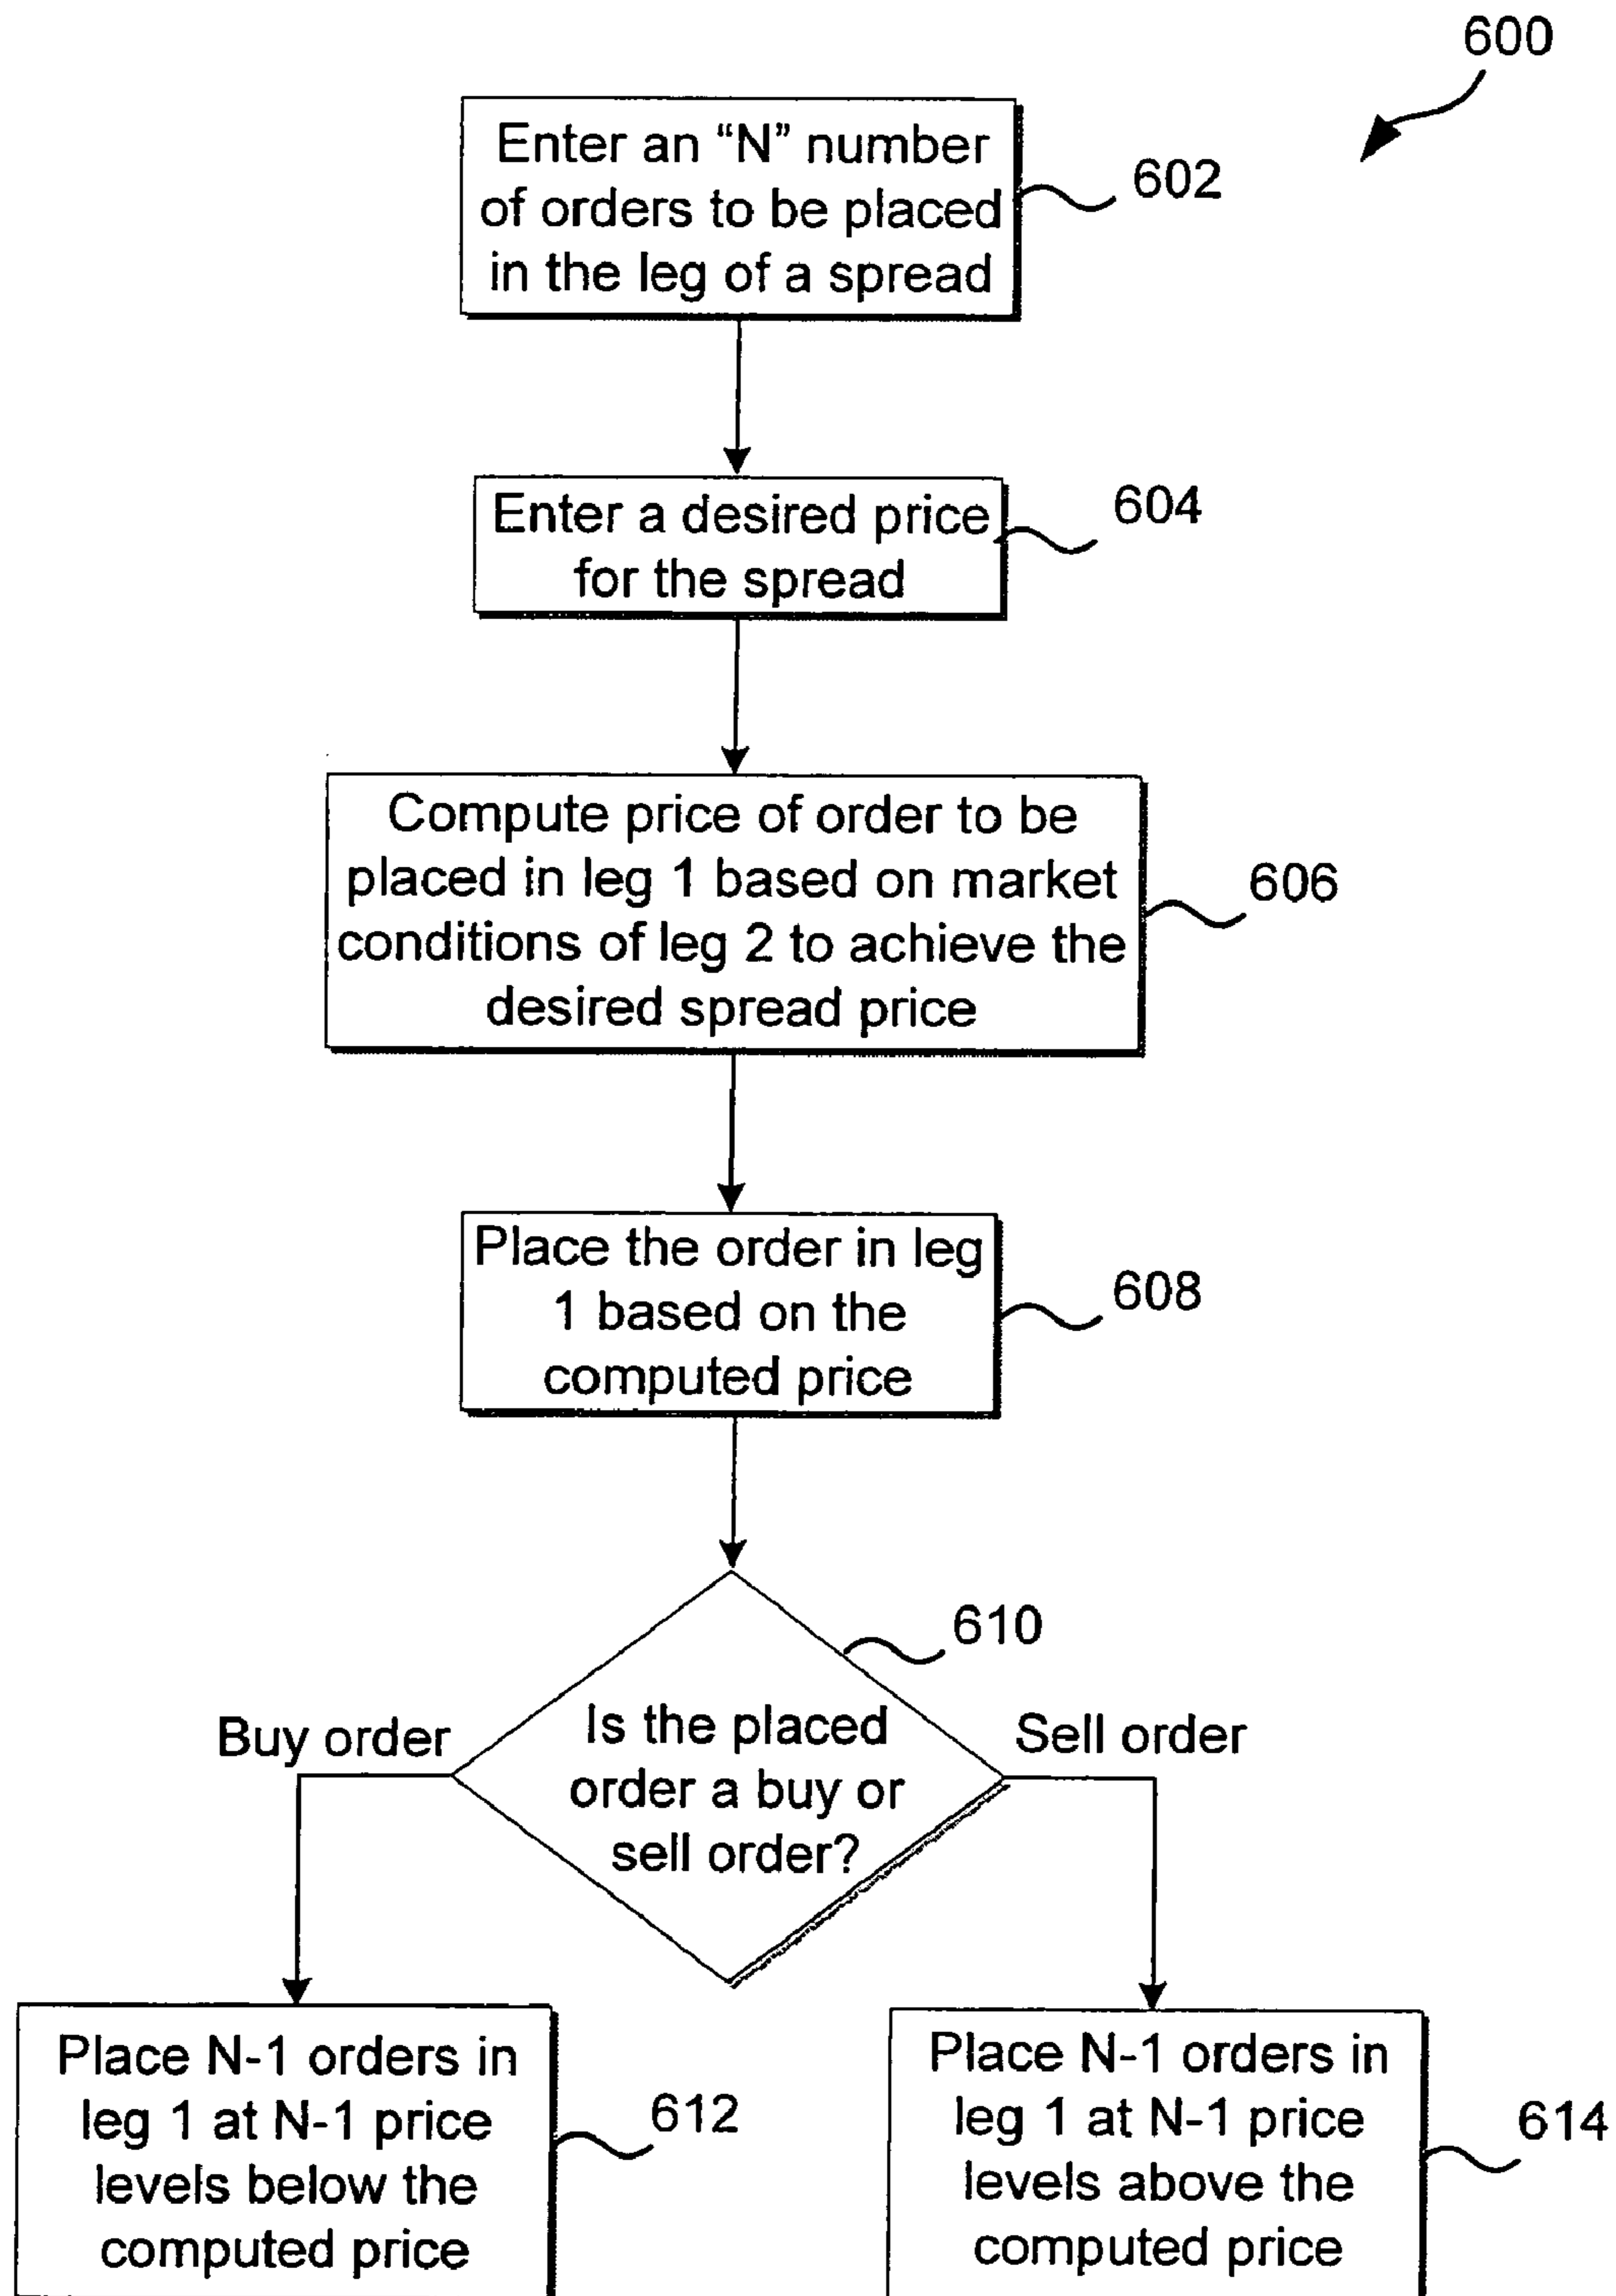 600
Enter an “N” number
of orders to be placed
in the leg of a spread
602
Enter a desired price
for the spread
604
Compute price of order to be
placed in leg 1 based on market
conditions of leg 2 to achieve the
desired spread price
606
Place the order in leg
1 based on the
computed price
608
610
Is the placed
order a buy or
sell order?
Buy order
Sell order
Place N-1 orders in
leg 1 at N-1 price
levels below the
computed price
612
Place N-1 orders in
leg 1 at N-1 price
levels above the
computed price
614